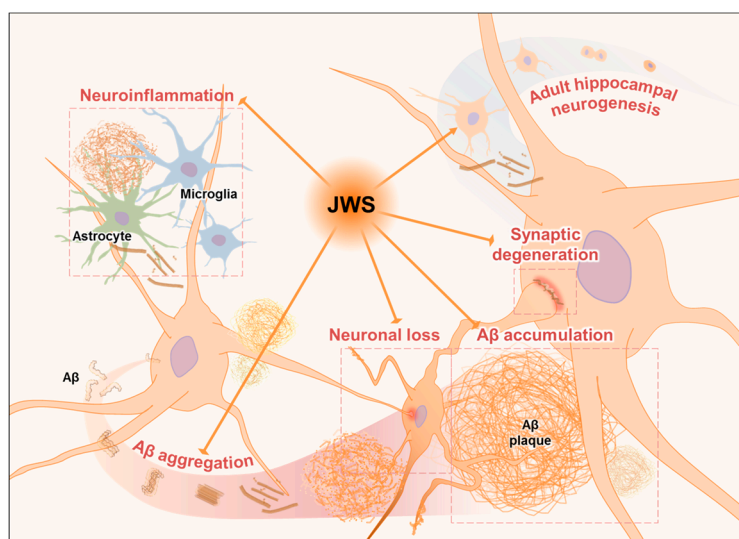 Neuroinflammation
Adult hippocampal
neurogenesis
Microglia
Astrocyte
JWS
Synaptic
degeneration
Neuronal loss
Aβ accumulation
Aβ
Aβ
plaque
Aβ aggregation